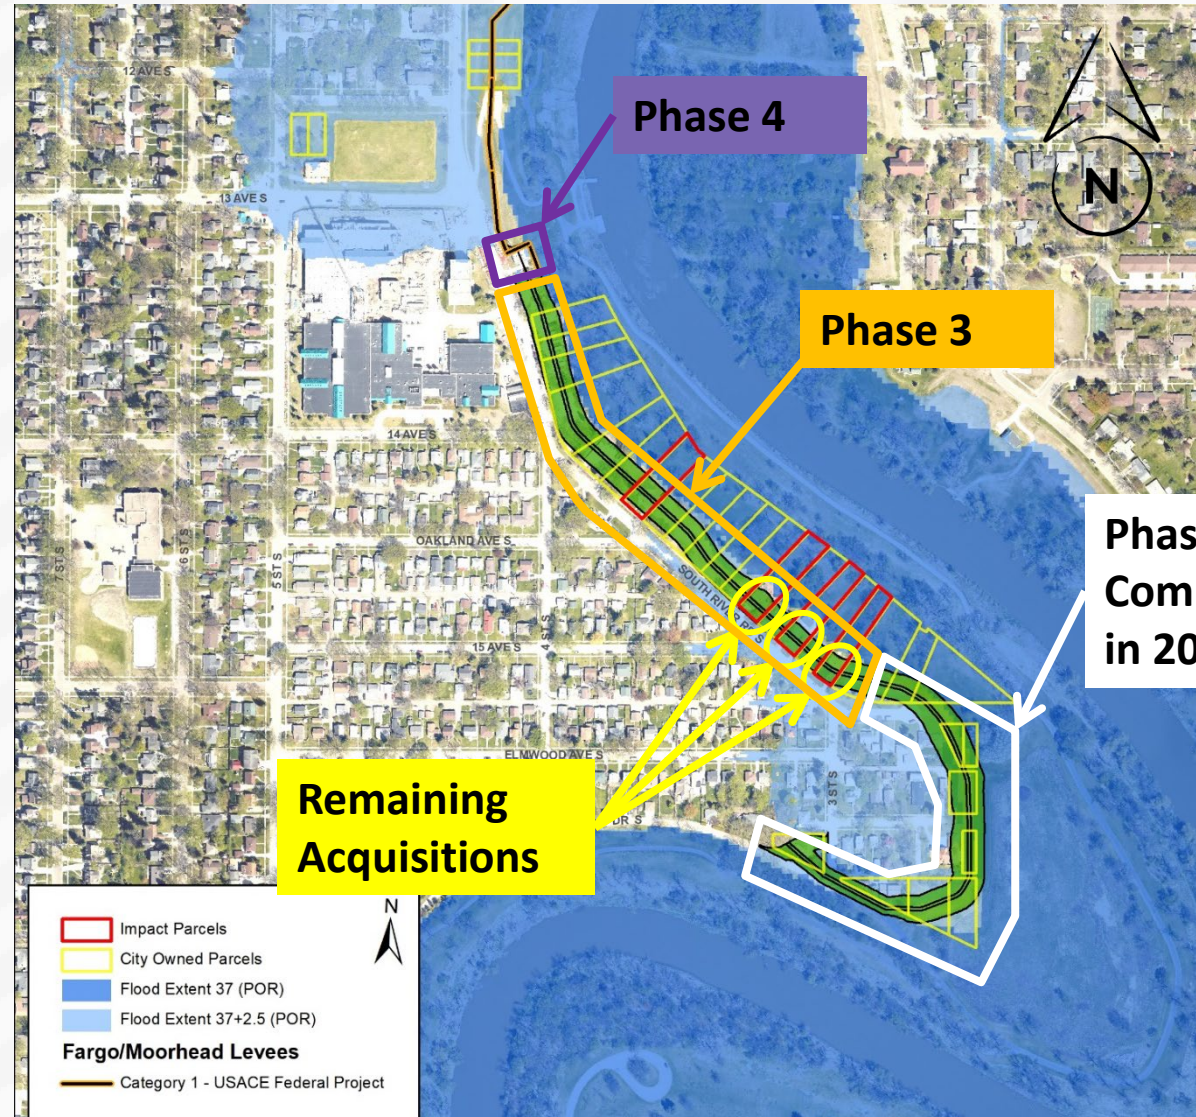 12 AVE S
Phase 4
N
13 AVE S
Phase 3
14 AVE S
Phas
Com
in 20
OAKLAND AVE S
7 ST S
6 ST S
5 ST S
4 ST S
SOUTH RIVER RD S
15 AVE S
ELMWOOD AVE S
3 ST S
DR S
Remaining
Acquisitions
N
Impact Parcels
City Owned Parcels
Flood Extent 37 (POR)
Flood Extent 37+2.5 (POR)
Fargo/Moorhead Levees
Category 1 - USACE Federal Project